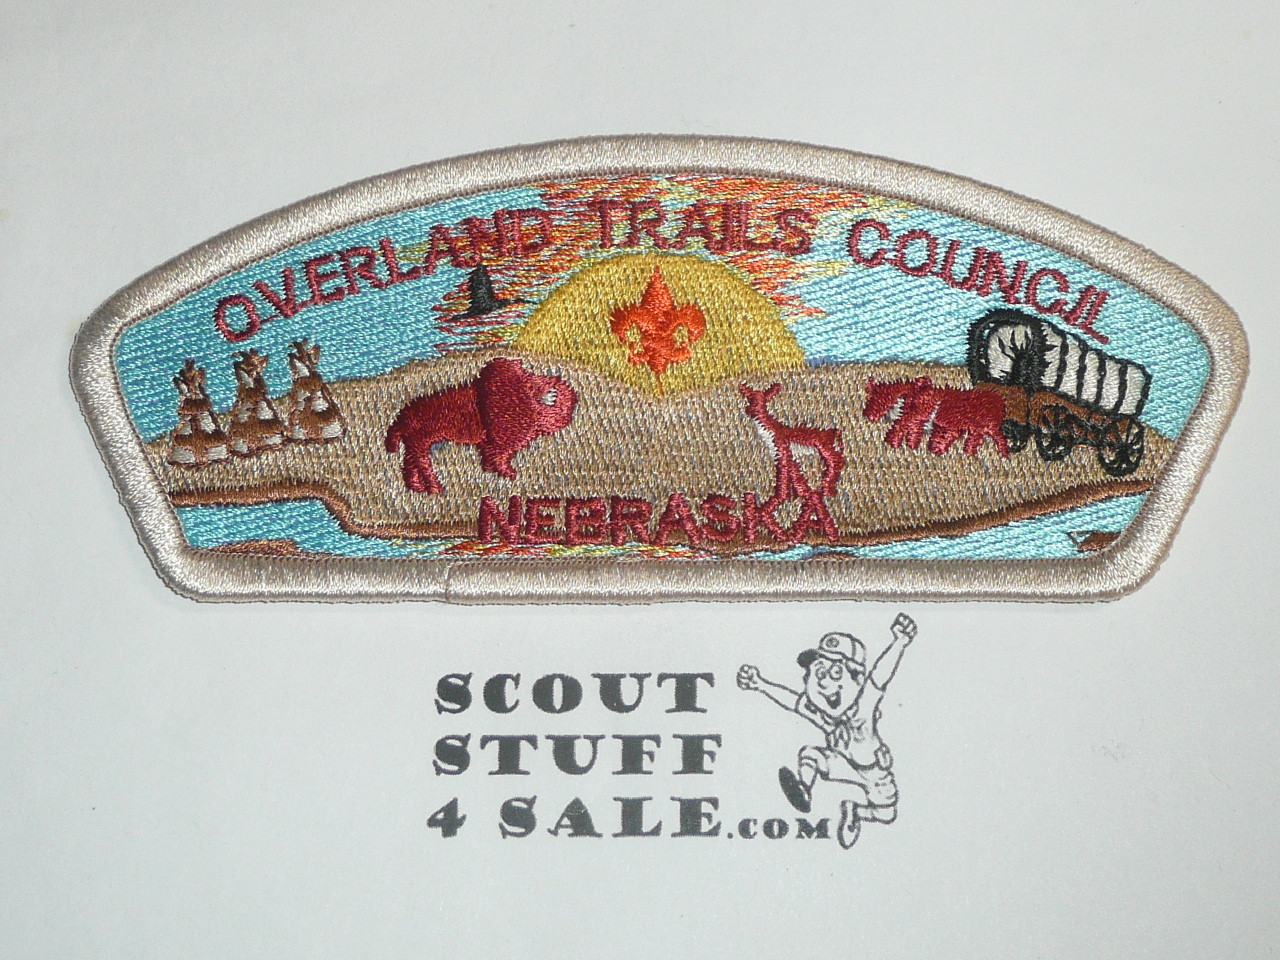 OVERLAND TRAILS COUNCIL
NEBRASKA
SCOUT
STUFF
4 SALE.COM